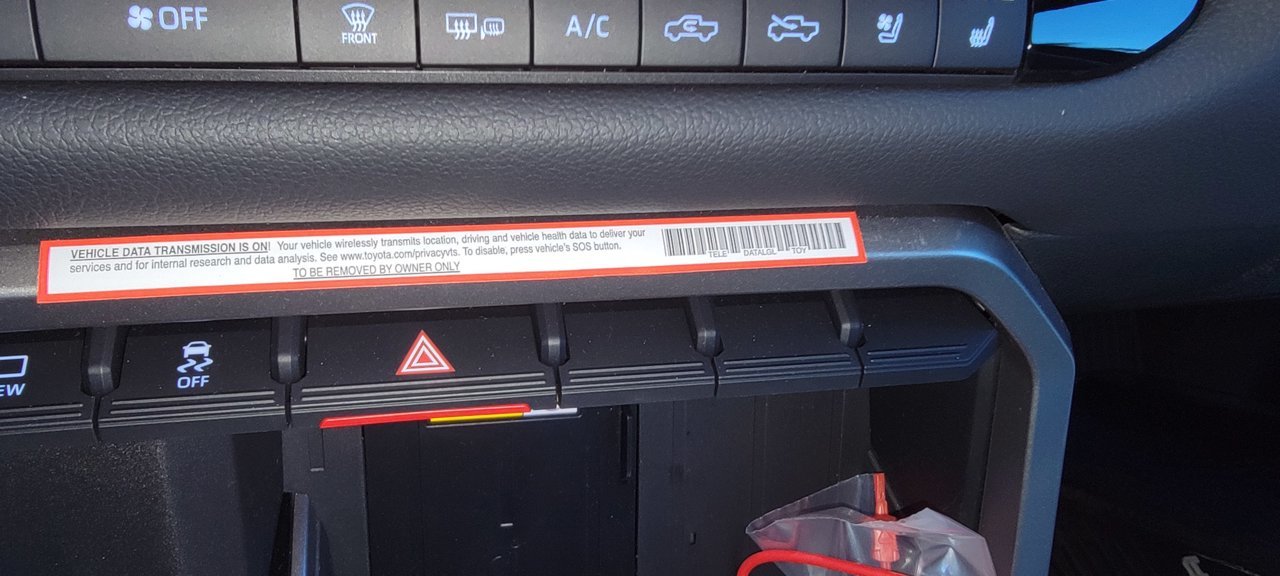 OFF
FRONT
A/C
VEHICLE DATA TRANSMISSION IS ON! Your vehicle wirelessly transmits location, driving and vehicle health data to deliver your
services and for internal research and data analysis. See www.toyota.com/privacyvts. To disable, press vehicle's SOS button.
TO BE REMOVED BY OWNER ONLY
TELE DATALGL TOY
EW
OFF